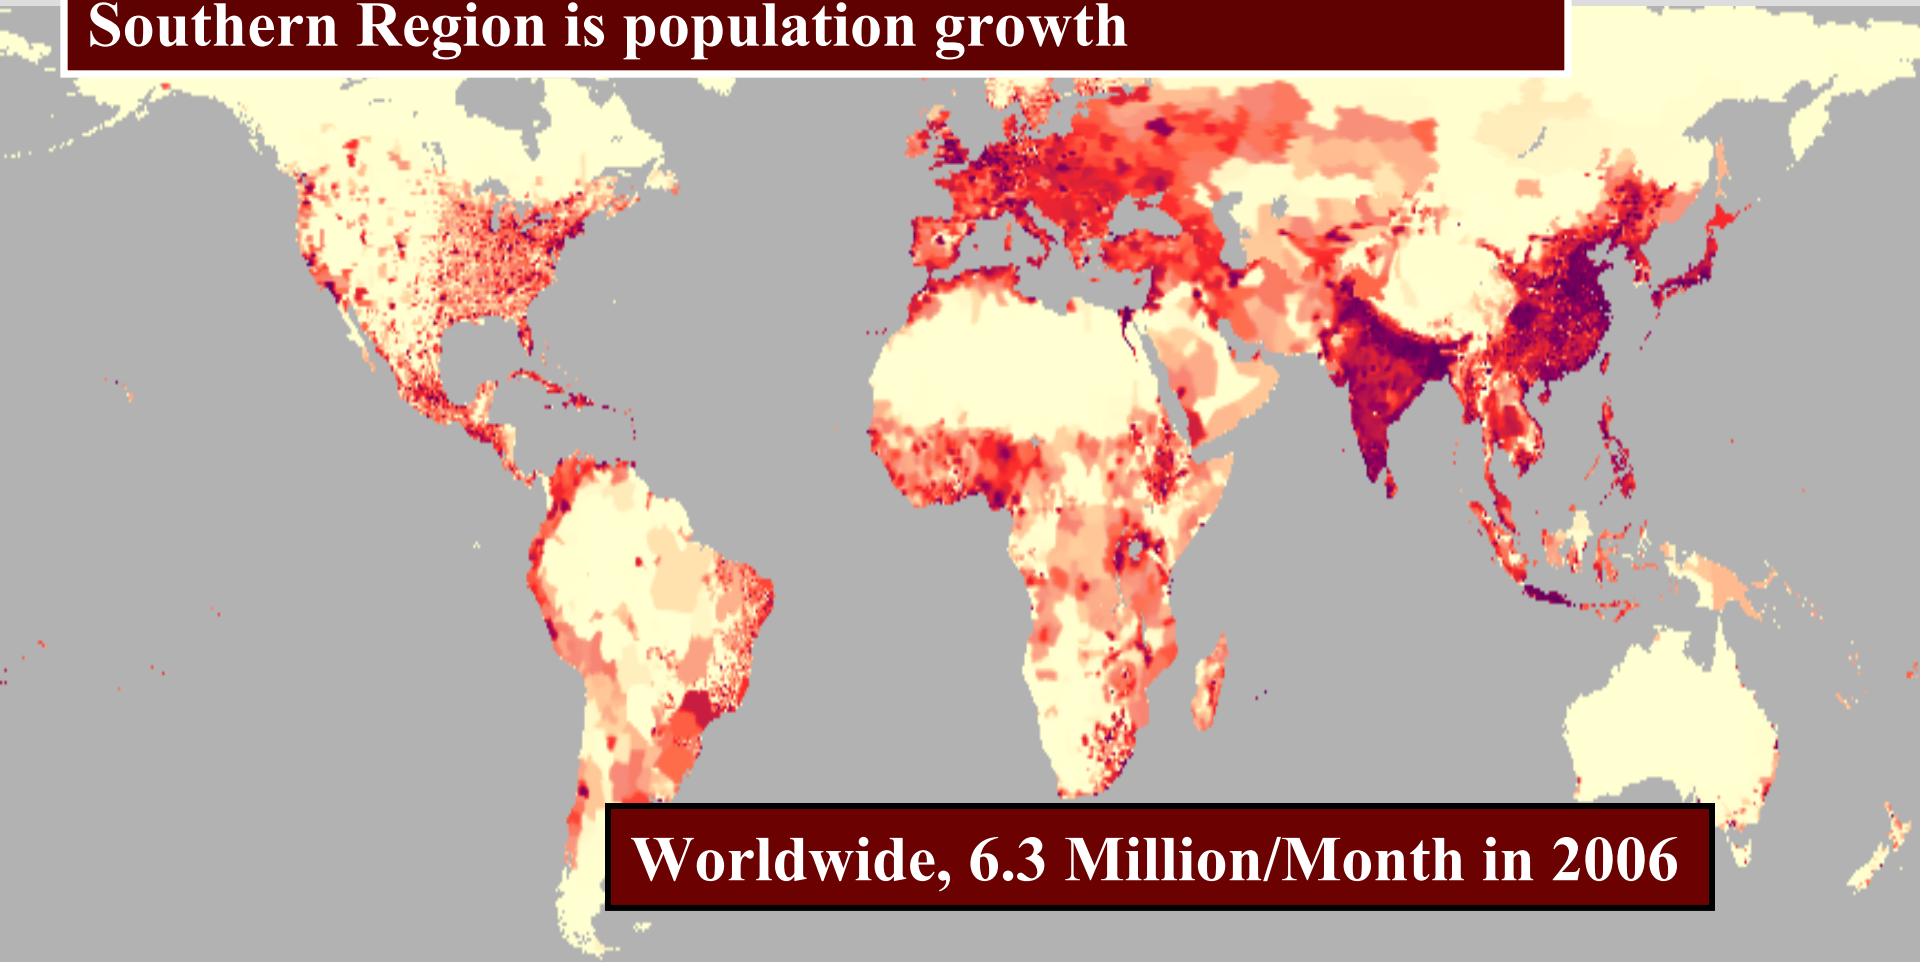 Southern Region is population growth
Worldwide, 6.3 Million/Month in 2006